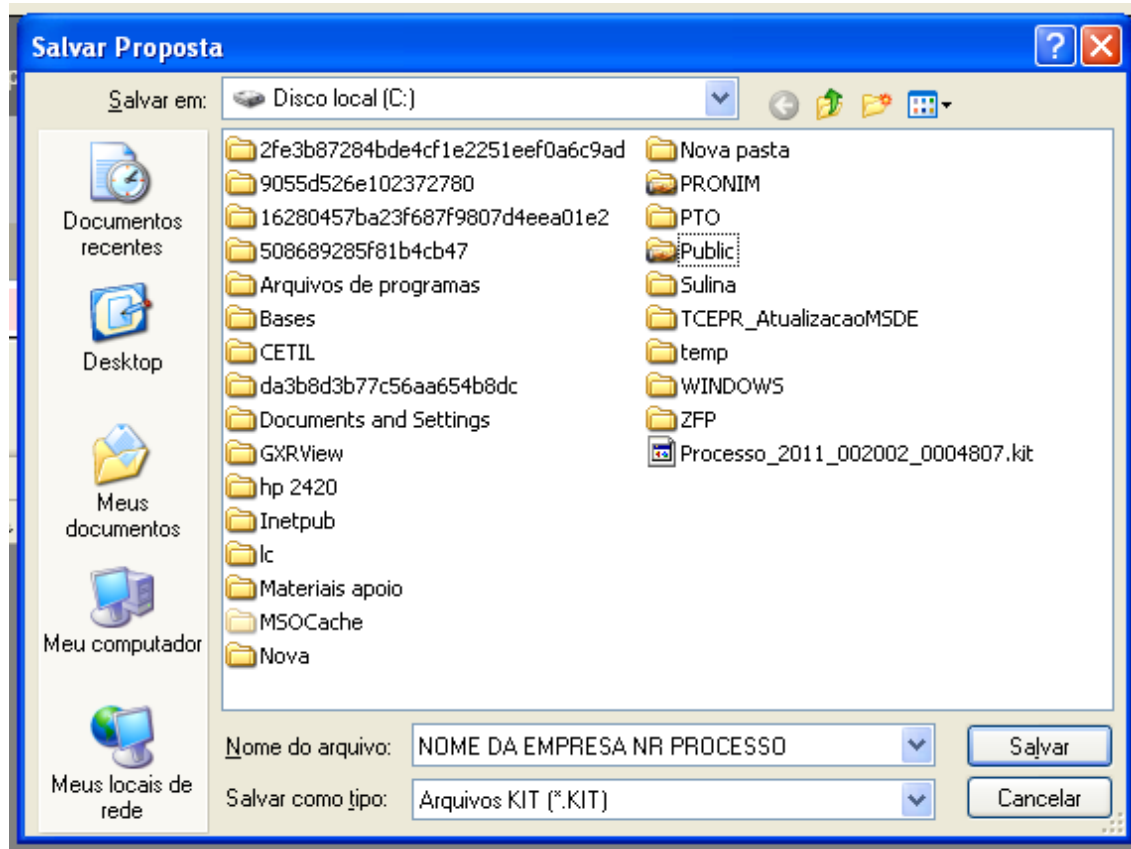 Salvar Proposta
Salvar em:
Disco local (C:)
Documentos
recentes
Desktop
Meus
documentos
Meu computador
Meus locais de
rede
2fe3b87284bde4cf1e2251eef0a6c9ad
9055d526e102372780
16280457ba23f687f9807d4eea01e2
508689285f81b4cb47
Arquivos de programas
Bases
CETIL
da3b8d3b77c56aa654b8dc
Documents and Settings
GXRView
hp 2420
Inetpub
lc
Materiais apoio
MSOCache
Nova
Nova pasta
PRONIM
PTO
Public
Sulina
TCEPR_AtualizacaoMSDE
temp
WINDOWS
ZFP
Processo_2011_002002_0004807.kit
Nome do arquivo:
NOME DA EMPRESA NR PROCESSO
Salvar
Salvar como tipo:
Arquivos KIT (*.KIT)
Cancelar